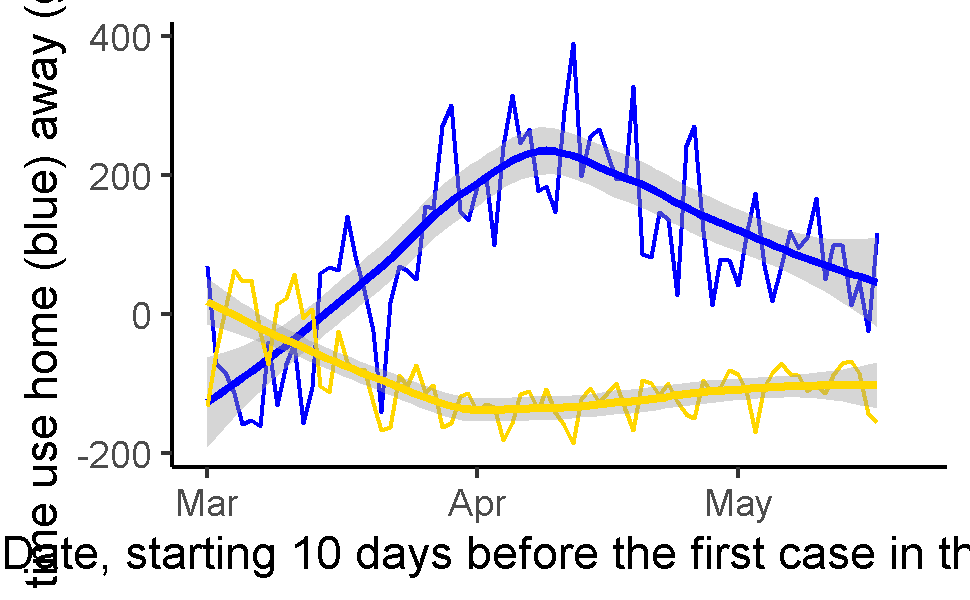 time use home (blue) away (
400
200
0
-200
Mar Apr May
Date, starting 10 days before the first case in th